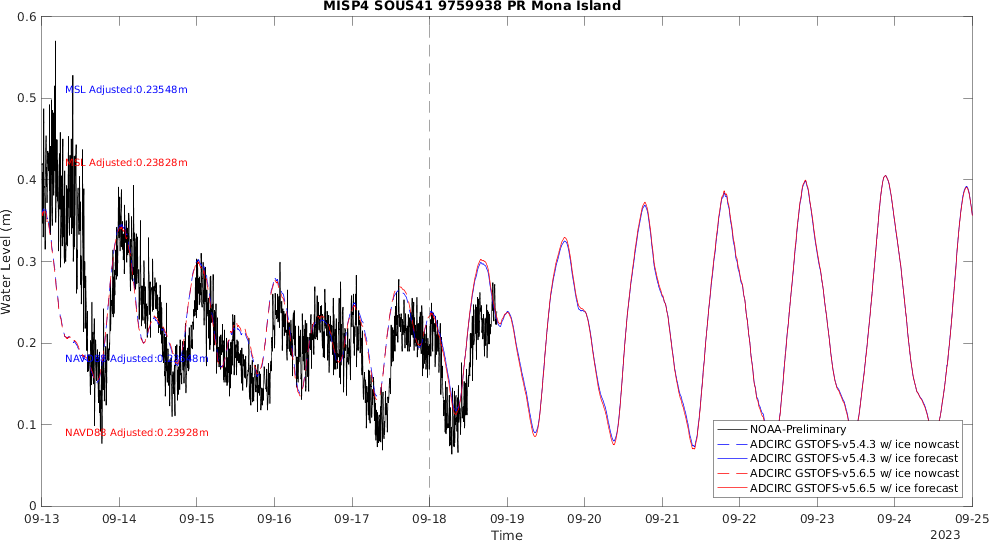 MISP4 SOUS41 9759938 PR Mona Island
0.6
0.5
0.4
0.3
0.2
0.1
0
Water Level (m)
MSL Adjusted:0.23548m
MSL Adjusted:0.23828m
NAVD88 Adjusted:
NAVD88 Adjusted:0.23928m
NOAA-Preliminary
ADCIRC GSTOFS-v5.4.3 w/ ice nowcast
ADCIRC GSTOFS-v5.4.3 w/ ice forecast
ADCIRC GSTOFS-v5.6.5 w/ ice nowcast
ADCIRC GSTOFS-v5.6.5 w/ ice forecast
09-13 09-14 09-15 09-16 09-17 09-18 09-19 09-20 09-21 09-22 09-23 09-24 09-25
Time
2023